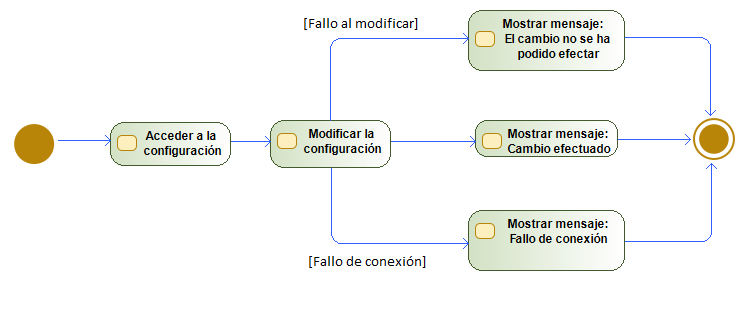 [Fallo al modificar]
Mostrar mensaje:
El cambio no se ha
podido efectar
Acceder a la
configuración
Modificar la
configuración
Mostrar mensaje:
Cambio efectuado
Mostrar mensaje:
Fallo de conexión
[Fallo de conexión]